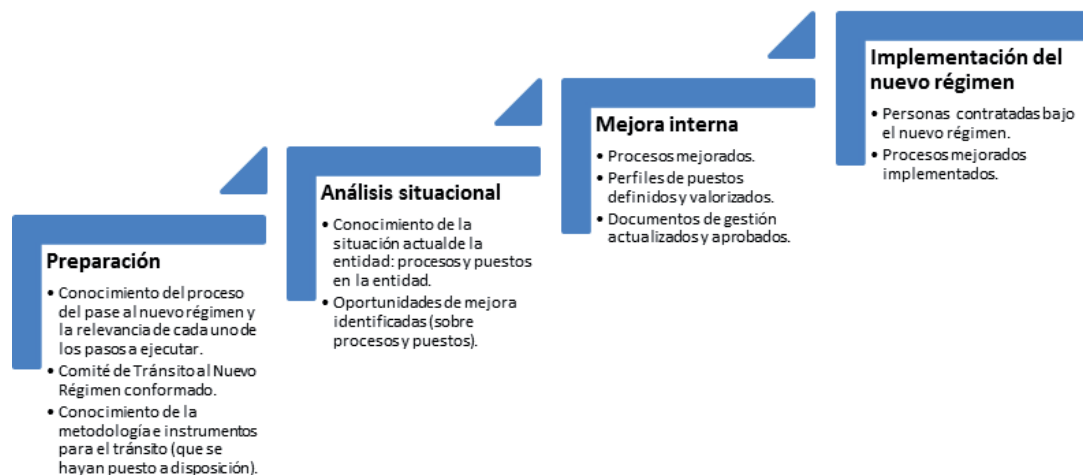 Preparación
• Conocimiento del proceso
del pase al nuevo régimen y
la relevancia de cada uno de
los pasos a ejecutar.
• Comité de Tránsito al Nuevo
Régimen conformado.
• Conocimiento de la
metodología e instrumentos
para el tránsito (que se
hayan puesto a disposición).
Análisis situacional
• Conocimiento de la
situación actual de la
entidad: procesos y puestos
en la entidad.
• Oportunidades de mejora
identificadas (sobre
procesos y puestos).
Mejora interna
• Procesos mejorados.
• Perfiles de puestos
definidos y valorizados.
• Documentos de gestión
actualizados y aprobados.
Implementación del
nuevo régimen
• Personas contratadas bajo
el nuevo régimen.
• Procesos mejorados
implementados.